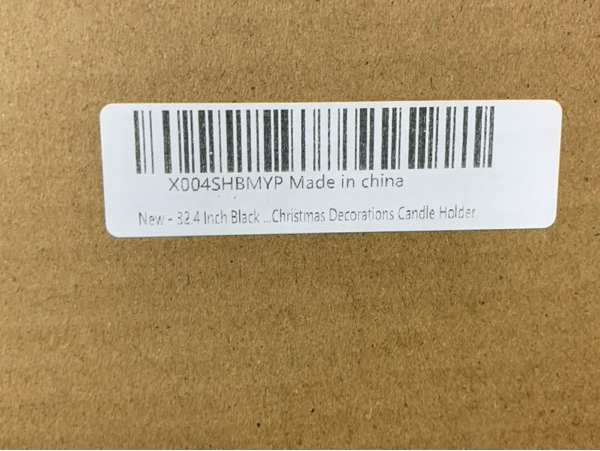 X004SHBMYP Made in china
New - 32.4 Inch Black ...Christmas Decorations Candle Holder